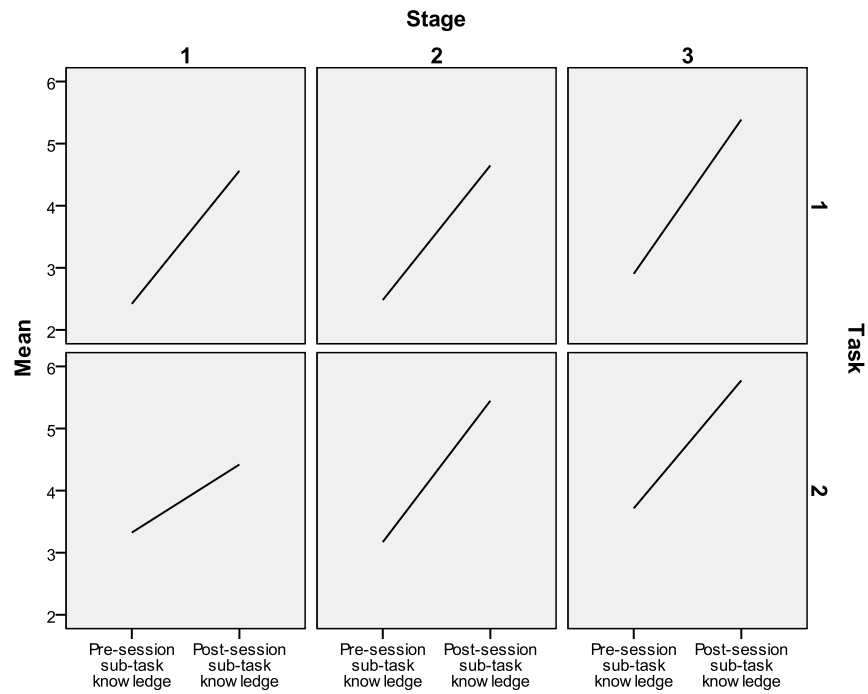 Stage
1 2 3
6
5
4
3
2
1
Mean
Task
6
5
4
3
2
2
Pre-session Post-session Pre-session Post-session Pre-session Post-session
sub-task sub-task sub-task sub-task sub-task sub-task
know ledge know ledge know ledge know ledge know ledge know ledge